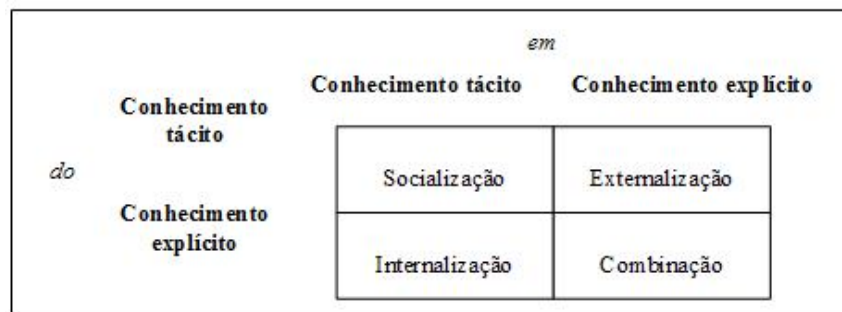 em
Conhecimento tácito Conhecimento explícito
Conhecimento
tácito
do
Socialização Externalização
Conhecimento
explícito
Internalização Combinação